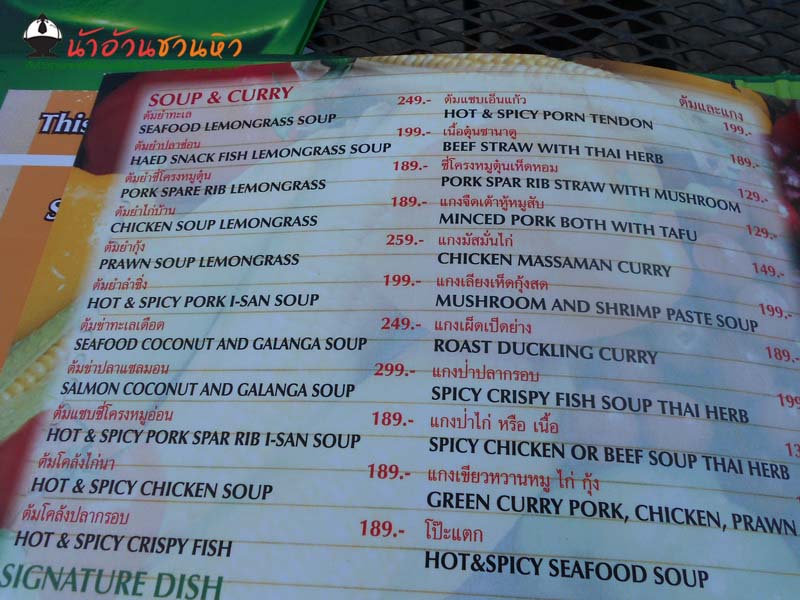 น้าอ้วนชวนหิว
This
SOUP & CURRY
ต้มยำทะเล 249.-
SEAFOOD LEMONGRASS SOUP
ต้มยำปลาช่อน 199.-
HAED SNACK FISH LEMONGRASS SOUP
ต้มยำซี่โครงหมูตุ๋น 189.-
PORK SPARE RIB LEMONGRASS
ต้มยำไก่บ้าน 189.-
CHICKEN SOUP LEMONGRASS
ต้มยำกุ้ง 259.-
PRAWN SOUP LEMONGRASS
ต้มยำลำซิ่ง 199.-
HOT & SPICY PORK I-SAN SOUP
ต้มข่าทะเลเดือด 249.-
SEAFOOD COCONUT AND GALANGA SOUP
ต้มข่าปลาแซลมอน 299.-
SALMON COCONUT AND GALANGA SOUP
ต้มแซบซี่โครงหมูอ่อน 189.-
HOT & SPICY PORK SPAR RIB I-SAN SOUP
ต้มโคล้งไก่นา 189.-
HOT & SPICY CHICKEN SOUP
ต้มโคล้งปลากรอบ 189.-
HOT & SPICY CRISPY FISH
SIGNATURE DISH
ต้มและแกง
ต้มแซบเอ็นแก้ว 199.-
HOT & SPICY PORN TENDON
เนื้อตุ๋นซานาดู 189.-
BEEF STRAW WITH THAI HERB
ซี่โครงหมูตุ๋นเห็ดหอม 129.-
PORK SPAR RIB STRAW WITH MUSHROOM
แกงจืดเต้าหู้หมูสับ 129.-
MINCED PORK BOTH WITH TAFU
แกงมัสมั่นไก่ 149.-
CHICKEN MASSAMAN CURRY
แกงเลียงเห็ดกุ้งสด 199.-
MUSHROOM AND SHRIMP PASTE SOUP
แกงเผ็ดเป็ดย่าง 189.-
ROAST DUCKLING CURRY
แกงป่าปลากรอบ 199
SPICY CRISPY FISH SOUP THAI HERB
แกงป่าไก่ หรือ เนื้อ 13
SPICY CHICKEN OR BEEF SOUP THAI HERB
แกงเขียวหวานหมู ไก่ กุ้ง
GREEN CURRY PORK, CHICKEN, PRAWN
โป๊ะแตก
HOT&SPICY SEAFOOD SOUP